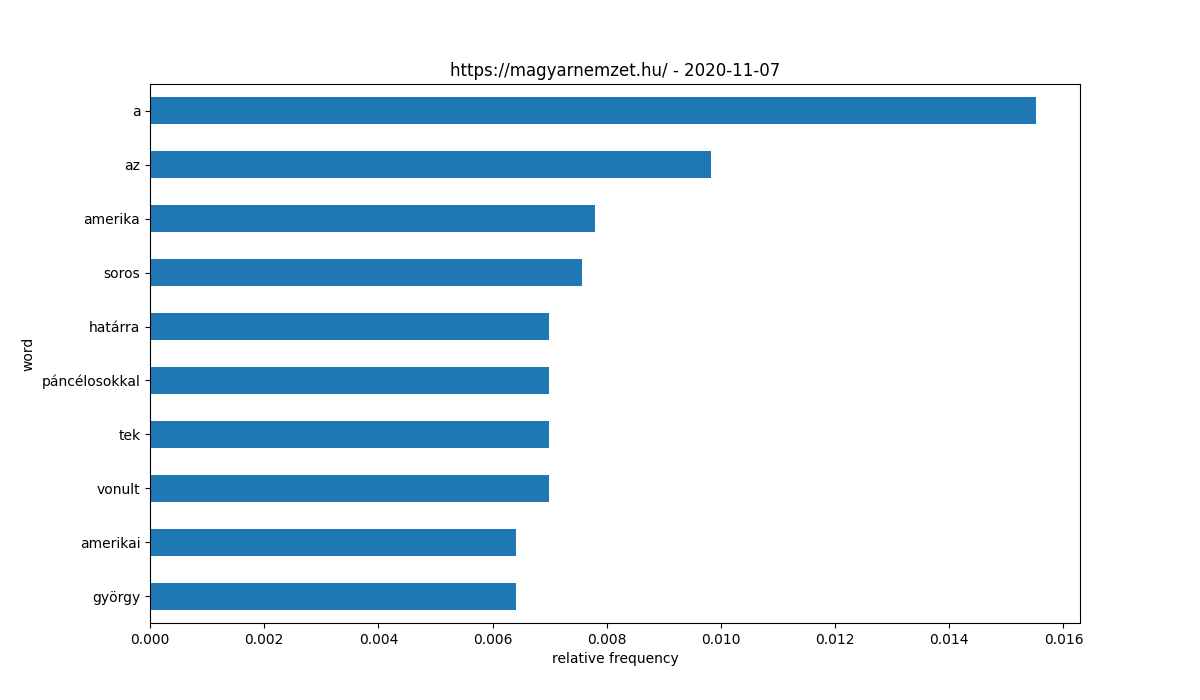 https://magyarnemzet.hu/ - 2020-11-07
a
az
amerika
soros
határra
páncélosokkal
tek
vonult
amerikai
györgy
word
0.000 0.002 0.004 0.006 0.008 0.010 0.012 0.014 0.016
relative frequency